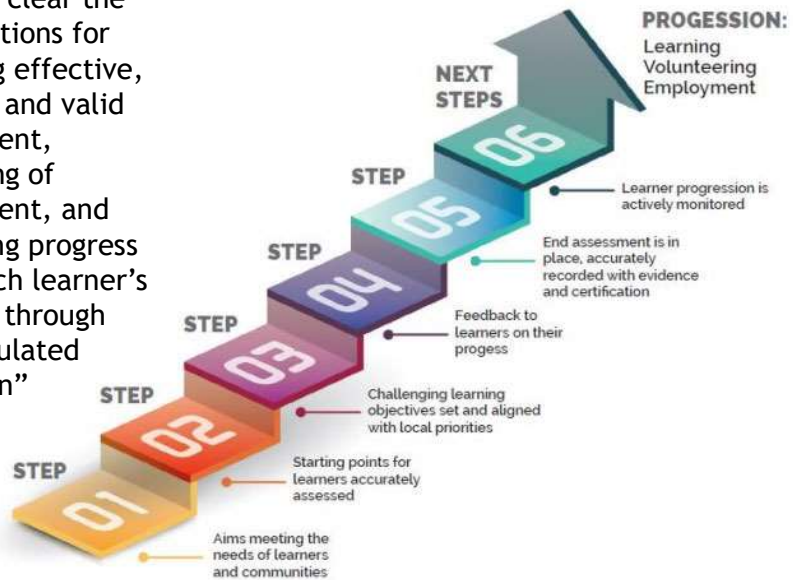 clear the
tions for
g effective,
and valid
ent,
ng of
ent, and
ng progress
ch learner's
through
ulated
n”
STEP
01
Aims meeting the
needs of learners
and communities
STEP
02
Starting points for
learners accurately
assessed
STEP
03
Challenging learning
objectives set and aligned
with local priorities
STEP
04
Feedback to
learners on their
progess
STEP
05
End assessment is in
place, accurately
recorded with evidence
and certification
NEXT
STEPS
06
Learner progression is
actively monitored
PROGESSION:
Learning
Volunteering
Employment